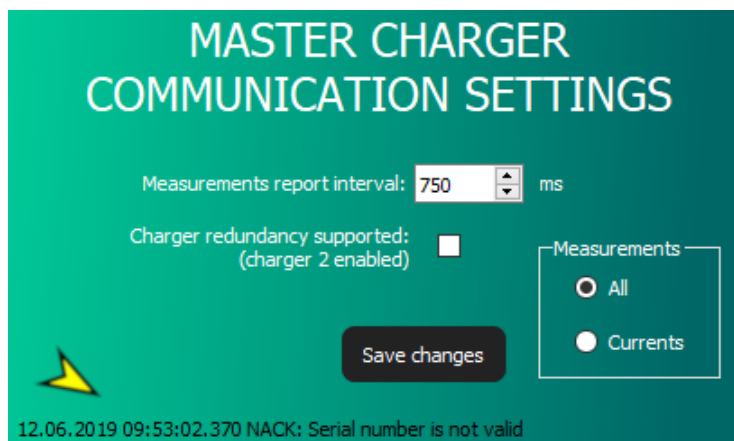 MASTER CHARGER
COMMUNICATION SETTINGS
Measurements report interval: 750 ms
Charger redundancy supported:
(charger 2 enabled)
Measurements
All
Currents
Save changes
12.06.2019 09:53:02.370 NACK: Serial number is not valid